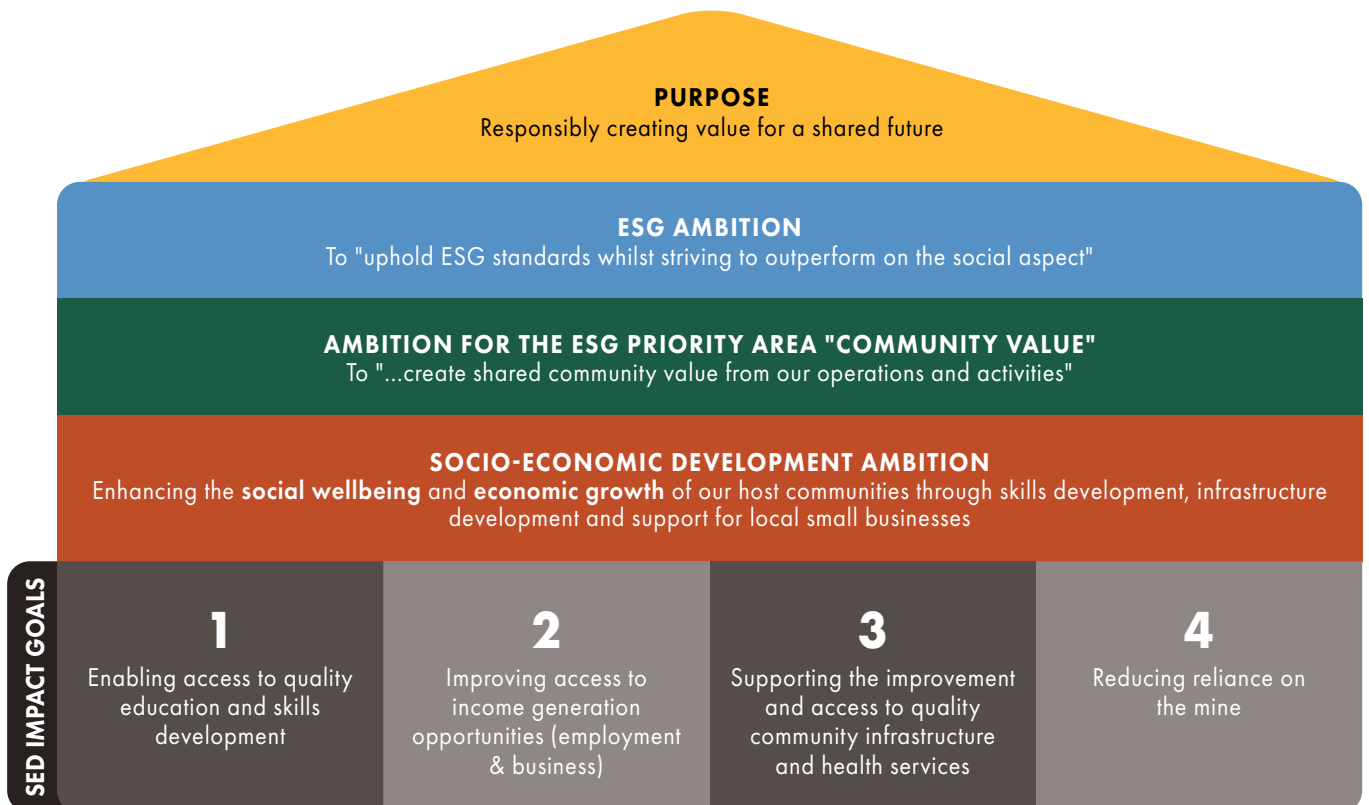 PURPOSE
Responsibly creating value for a shared future
ESG AMBITION
To "uphold ESG standards whilst striving to outperform on the social aspect"
AMBITION FOR THE ESG PRIORITY AREA "COMMUNITY VALUE"
To "...create shared community value from our operations and activities"
SOCIO-ECONOMIC DEVELOPMENT AMBITION
Enhancing the social wellbeing and economic growth of our host communities through skills development, infrastructure
development and support for local small businesses
SED IMPACT GOALS
1
Enabling access to quality
education and skills
development
2
Improving access to
income generation
opportunities (employment
& business)
3
Supporting the improvement
and access to quality
community infrastructure
and health services
4
Reducing reliance on
the mine